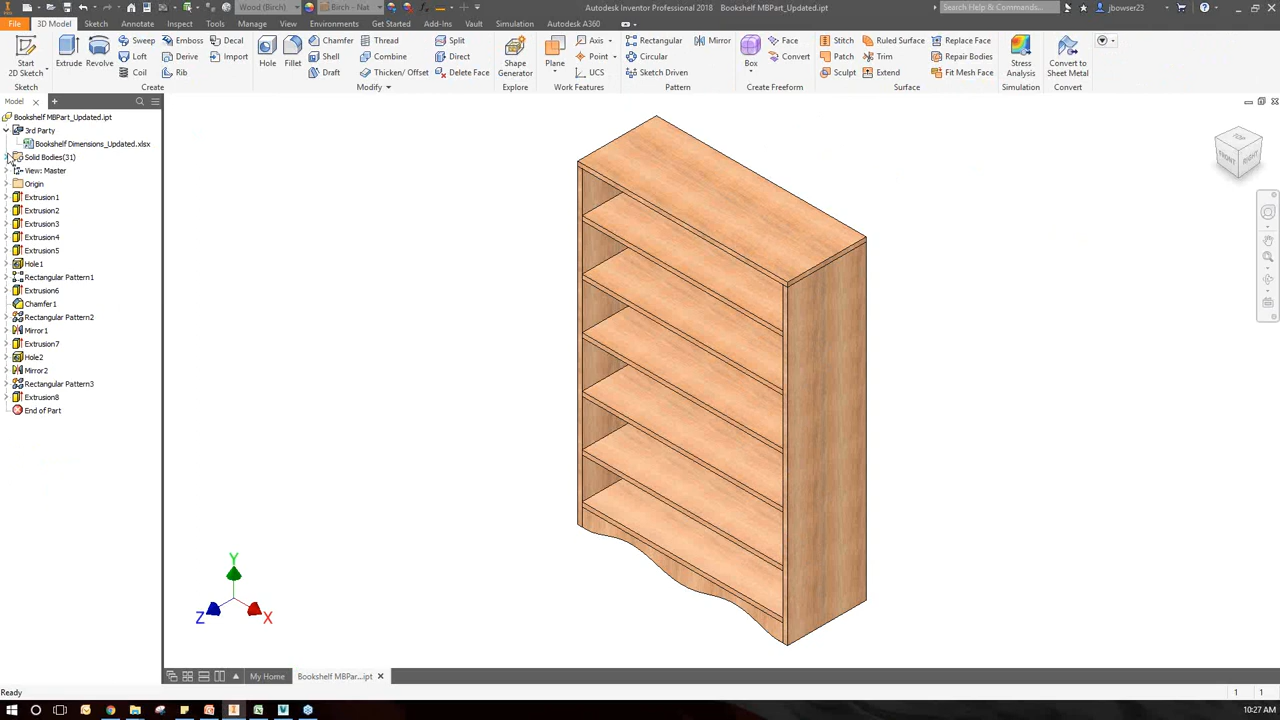 Wood (Birch)
Birch - Nat
Autodesk Inventor Professional 2018   Bookshelf MBPart_Updated.ipt
Search Help & Commands...
jbowser23
File
3D Model
Sketch
Annotate
Inspect
Tools
Manage
View
Environments
Get Started
Add-Ins
Vault
Simulation
Autodesk A360
Start
2D Sketch
Sketch
Extrude
Revolve
Sweep
Loft
Coil
Emboss
Derive
Rib
Decal
Import
Create
Hole
Fillet
Chamfer
Shell
Draft
Thread
Combine
Thicken/ Offset
Split
Direct
Delete Face
Modify
Shape
Generator
Explore
Plane
Axis
Point
UCS
Work Features
Rectangular
Circular
Sketch Driven
Mirror
Pattern
Box
Face
Convert
Create Freeform
Stitch
Patch
Sculpt
Ruled Surface
Trim
Extend
Replace Face
Repair Bodies
Fit Mesh Face
Surface
Stress
Analysis
Simulation
Convert to
Sheet Metal
Convert
Model
Bookshelf MBPart_Updated.ipt
3rd Party
Bookshelf Dimensions_Updated.xlsx
Solid Bodies(31)
View: Master
Origin
Extrusion1
Extrusion2
Extrusion3
Extrusion4
Extrusion5
Hole1
Rectangular Pattern1
Extrusion6
Chamfer1
Rectangular Pattern2
Mirror1
Extrusion7
Hole2
Mirror2
Rectangular Pattern3
Extrusion8
End of Part
TOP
FRONT
RIGHT
Y
Z
X
My Home
Bookshelf MBPar...ipt
Ready
1
1
10:27 AM